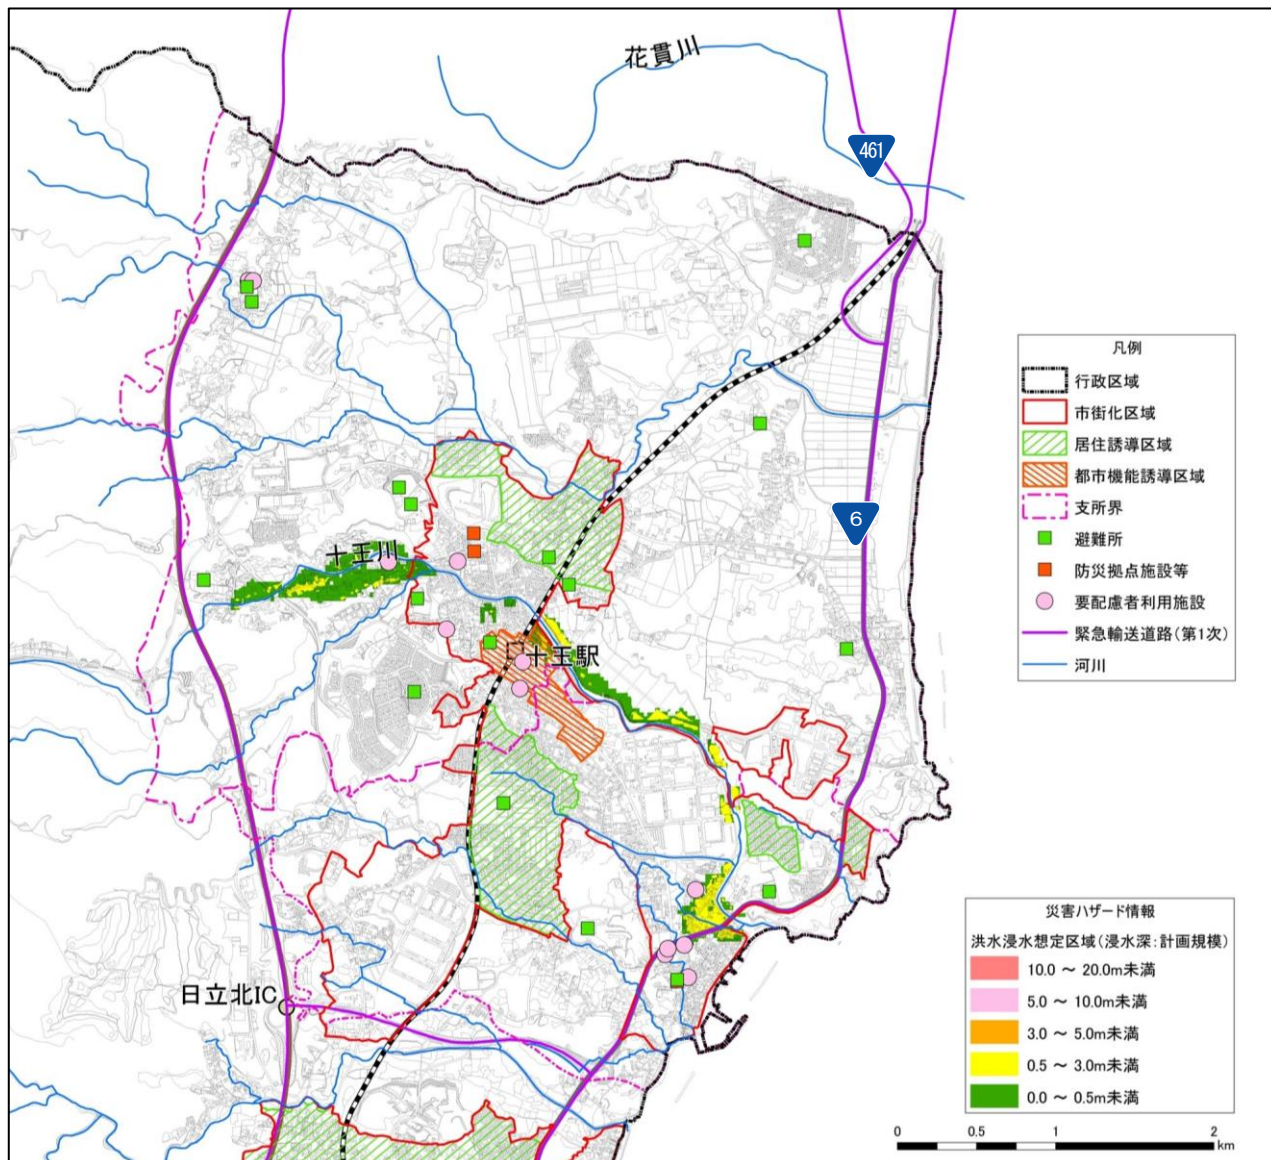 花貫川
461
凡例
行政区域
市街化区域
居住誘導区域
都市機能誘導区域
支所界
避難所
防災拠点施設等
要配慮者利用施設
緊急輸送道路(第1次)
河川
6
十王川
十王駅
日立北IC
災害ハザード情報
洪水浸水想定区域(浸水深:計画規模)
10.0 ～ 20.0m未満
5.0 ～ 10.0m未満
3.0 ～ 5.0m未満
0.5 ～ 3.0m未満
0.0 ～ 0.5m未満
0 0.5 1 2
km